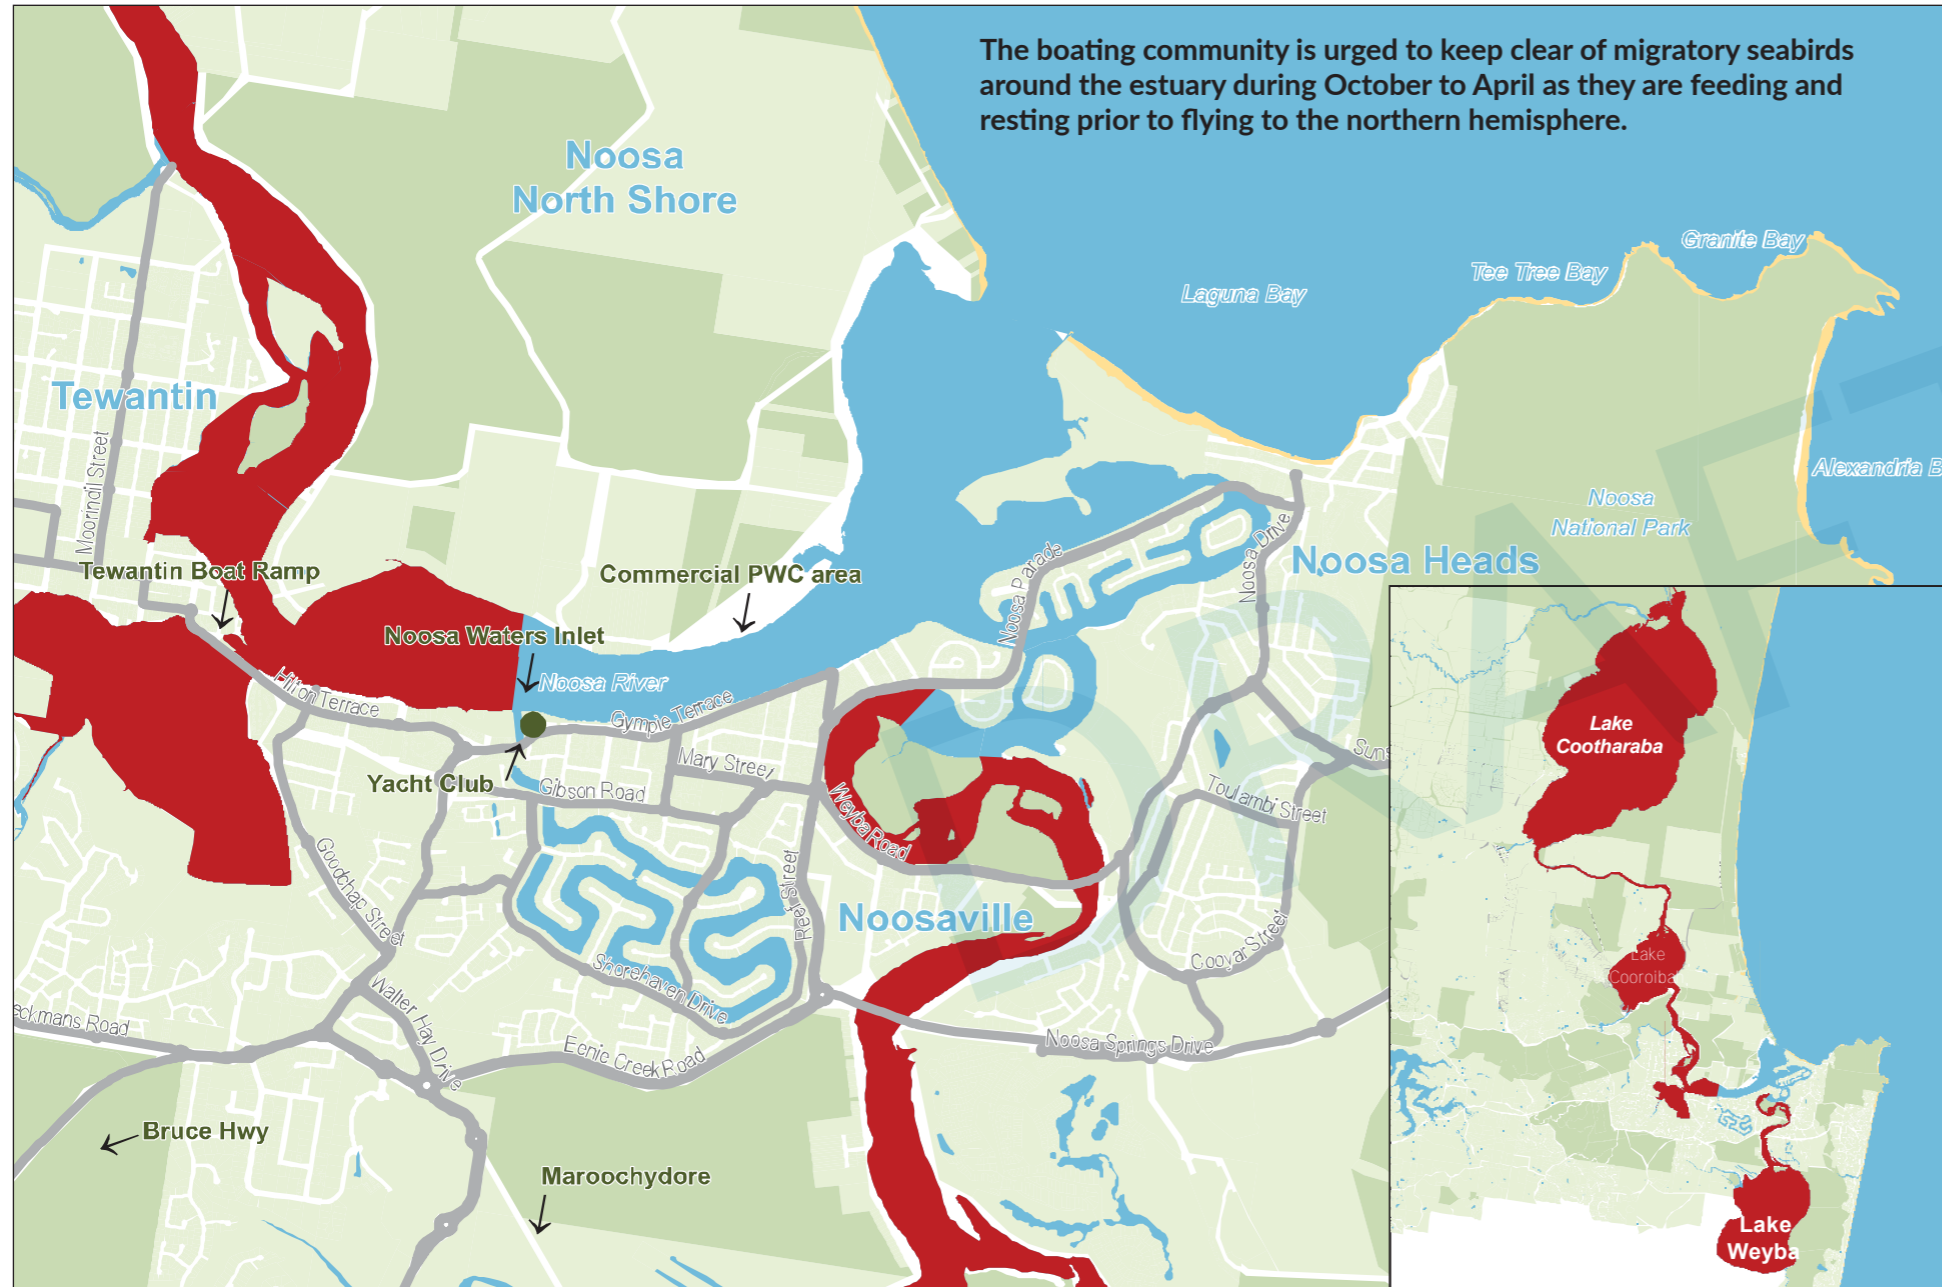 The boating community is urged to keep clear of migratory seabirds
around the estuary during October to April as they are feeding and
resting prior to flying to the northern hemisphere.
Noosa
North Shore
Granite Bay
Tee Tree Bay
Laguna Bay
Tewantin
Moorindil Street
Alexandria B
Noosa
National Park
Noosa Heads
Noosa Drive
Noosa Parade
Tewantin Boat Ramp
Commercial PWC area
Noosa Waters Inlet
Noosa River
Hilton Terrace
Gympie Terrace
Yacht Club
Mary Street
Gibson Road
Weyba Road
Toulambi Street
Suns
Lake
Cootharaba
Goodchap Street
Reef Street
Noosaville
Cooyar Street
Lake
Cooroiba
Shorehaven Drive
Walter Hay Drive
eckmans Road
Eenie Creek Road
Noosa Springs Drive
Bruce Hwy
Maroochydore
Lake
Weyba
DRAFT